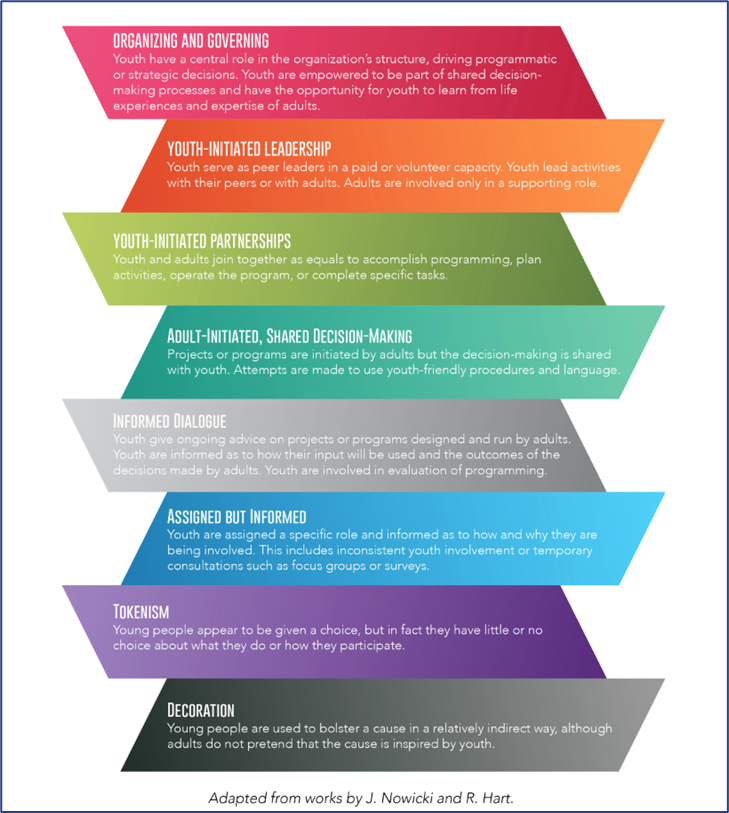 ORGANIZING AND GOVERNING
Youth have a central role in the organization's structure, driving programmatic
or strategic decisions. Youth are empowered to be part of shared decision-
making processes and have the opportunity for youth to learn from life
experiences and expertise of adults.
YOUTH-INITIATED LEADERSHIP
Youth serve as peer leaders in a paid or volunteer capacity. Youth lead activities
with their peers or with adults. Adults are involved only in a supporting role.
YOUTH-INITIATED PARTNERSHIPS
Youth and adults join together as equals to accomplish programming, plan
activities, operate the program, or complete specific tasks.
ADULT-INITIATED, SHARED DECISION-MAKING
Projects or programs are initiated by adults but the decision-making is shared
with youth. Attempts are made to use youth-friendly procedures and language.
INFORMED DIALOGUE
Youth give ongoing advice on projects or programs designed and run by adults.
Youth are informed as to how their input will be used and the outcomes of the
decisions made by adults. Youth are involved in evaluation of programming.
ASSIGNED BUT INFORMED
Youth are assigned a specific role and informed as to how and why they are
being involved. This includes inconsistent youth involvement or temporary
consultations such as focus groups or surveys.
TOKENISM
Young people appear to be given a choice, but in fact they have little or no
choice about what they do or how they participate.
DECORATION
Young people are used to bolster a cause in a relatively indirect way, although
adults do not pretend that the cause is inspired by youth.
Adapted from works by J. Nowicki and R. Hart.